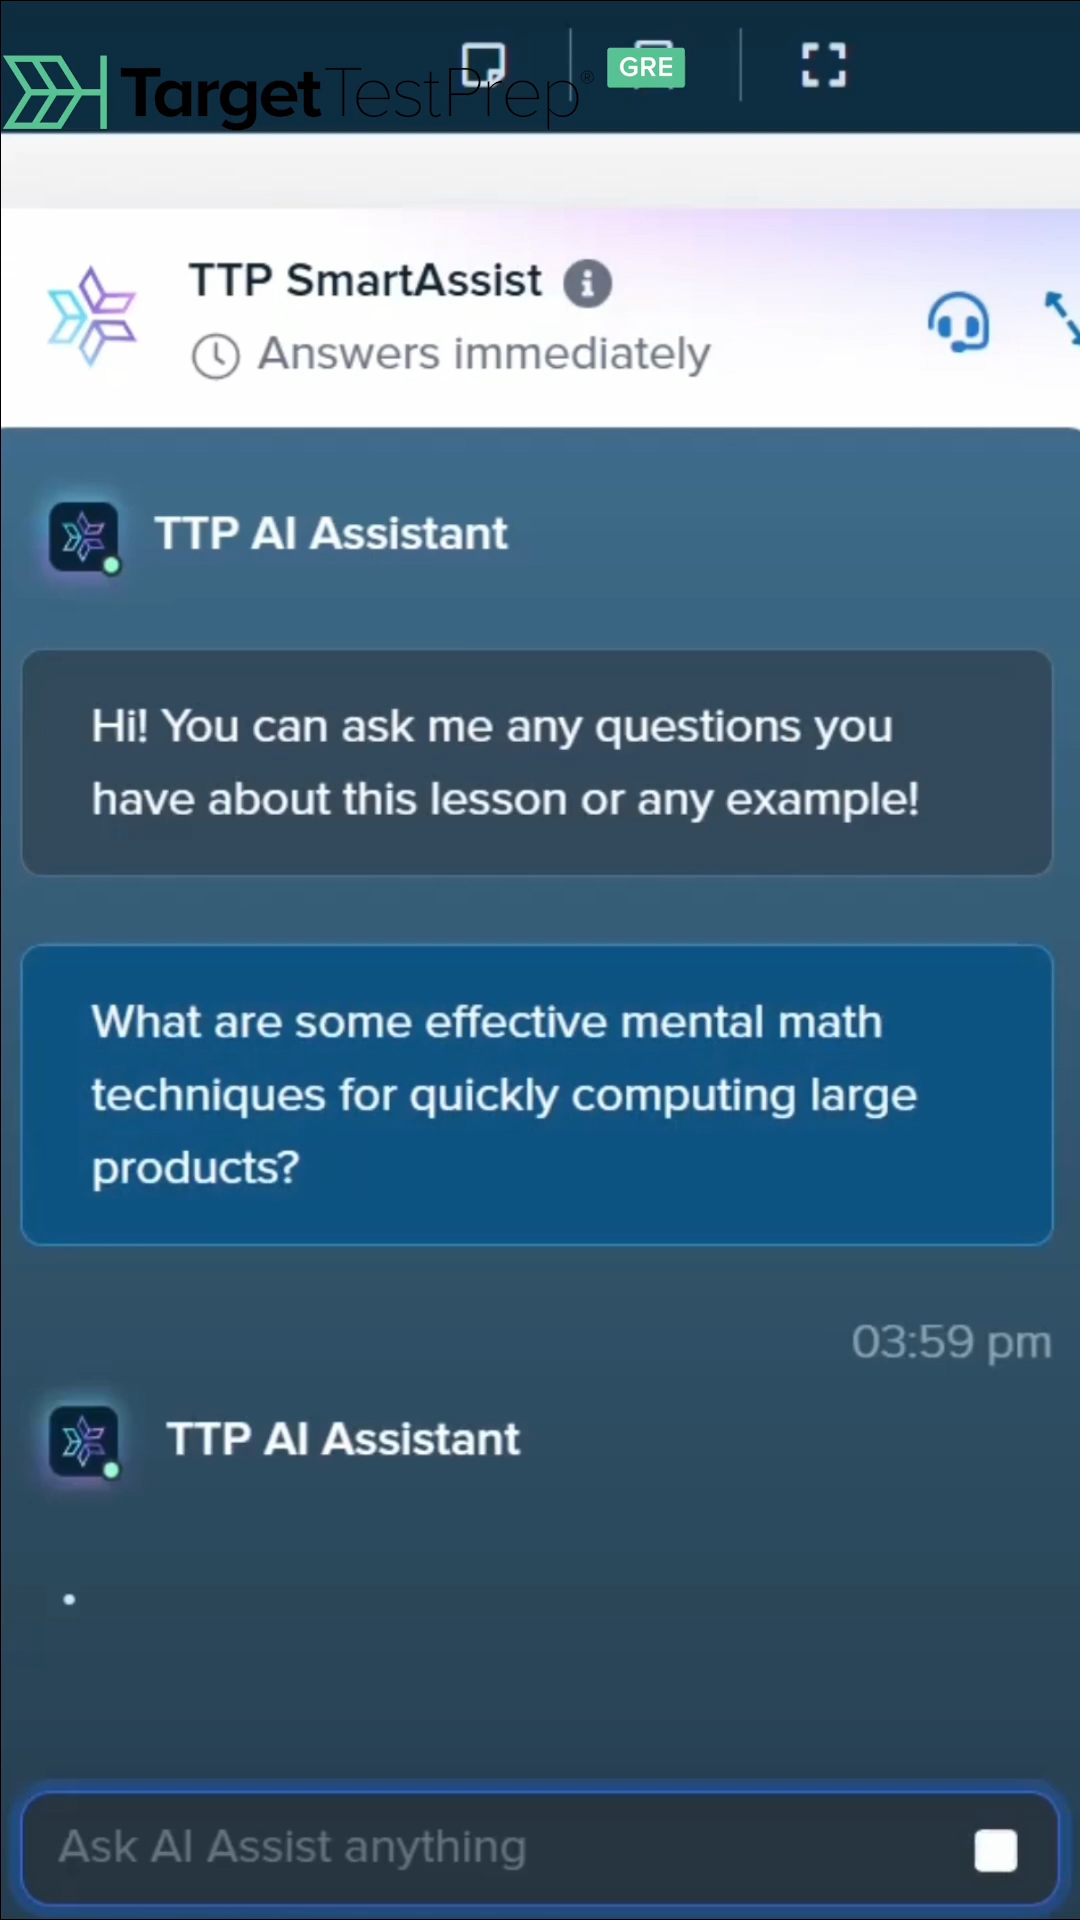 TargetTestPrep®
GRE
TTP SmartAssist
Answers immediately
TTP AI Assistant
Hi! You can ask me any questions you
have about this lesson or any example!
What are some effective mental math
techniques for quickly computing large
products?
03:59 pm
TTP AI Assistant
Ask AI Assist anything